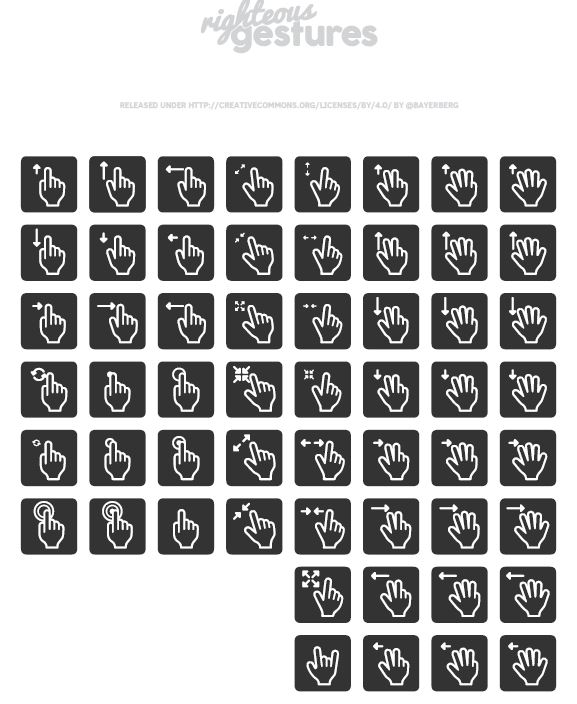 righteous
gestures
RELEASED UNDER HTTP://CREATIVECOMMONS.ORG/LICENSES/BY/4.0/ BY @BAYERBERG